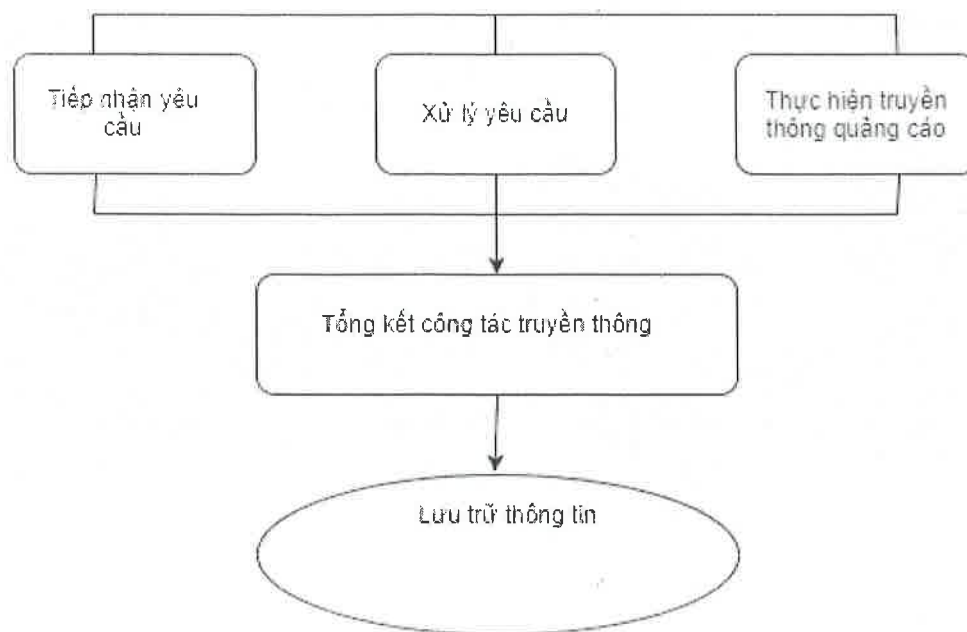 Tiếp nhận yêu
cầu
Xử lý yêu cầu
Thực hiện truyền
thông quảng cáo
Tổng kết công tác truyền thông
Lưu trữ thông tin